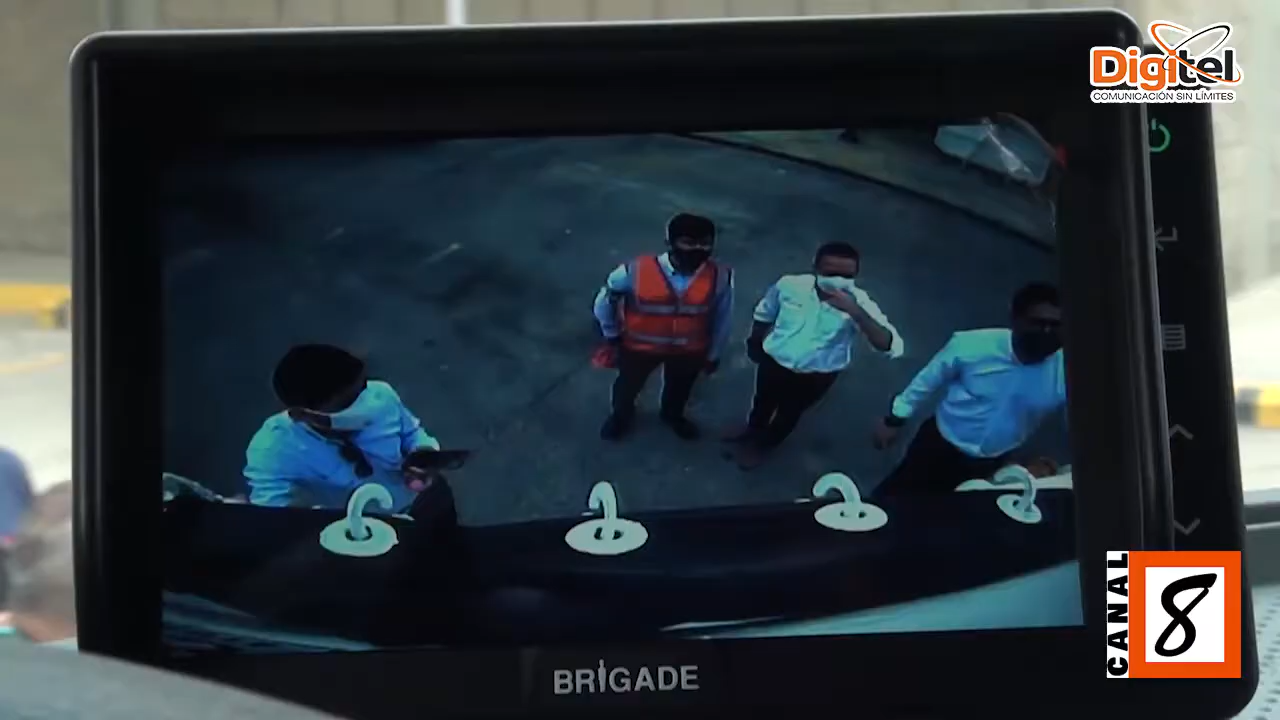 Digitel
COMUNICACIÓN SIN LÍMITES
BRIGADE
CANAL
8